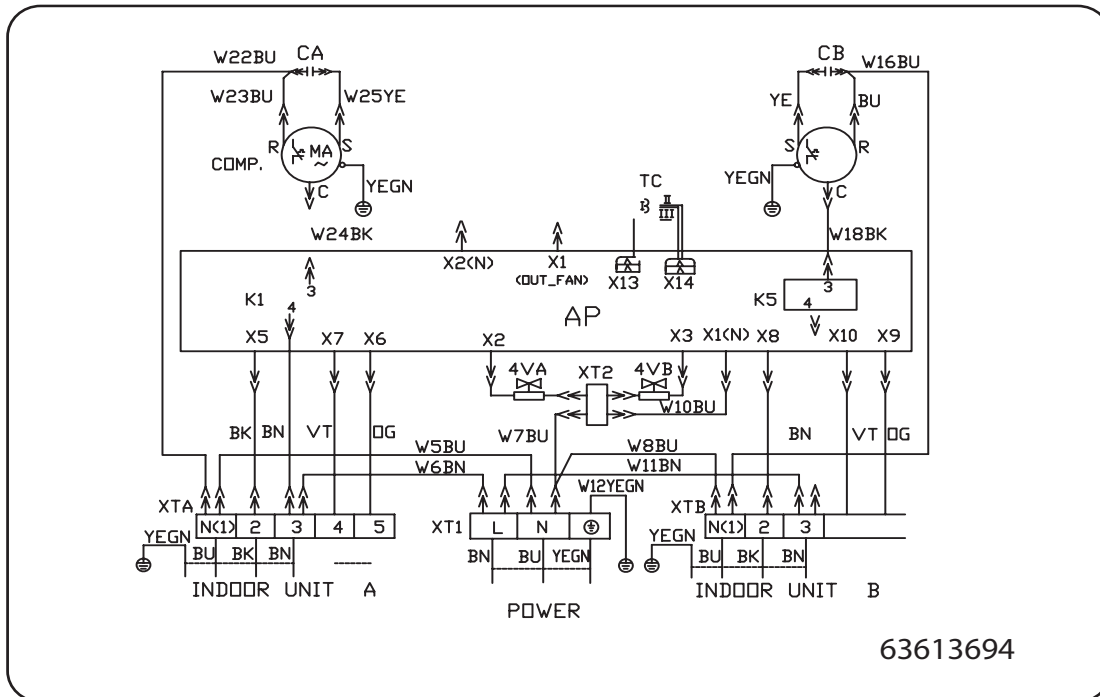 W22BU CA CB W16BU
W23BU W25YE YE BU
R MA S S R
~
COMP.
C YEGN YEGN C
TC II
III
W24BK W18BK
X2(N) X1 X13 X14
(OUT_FAN)
3 3
K1 4 AP K5 4
X5 X7 X6 X2 X3 X1(N) X8 X10 X9
4VA XT2 4VB
W10BU
BK BN VT OG W7BU BN VT OG
W5BU W8BU
W6BN W11BN
W12YEGN
XTA XT1 XTB
N(1) 2 3 4 5 L N N(1) 2 3
YEGN BU BK BN BN BU YEGN YEGN BU BK BN
INDOOR UNIT A INDOOR UNIT B
POWER
63613694